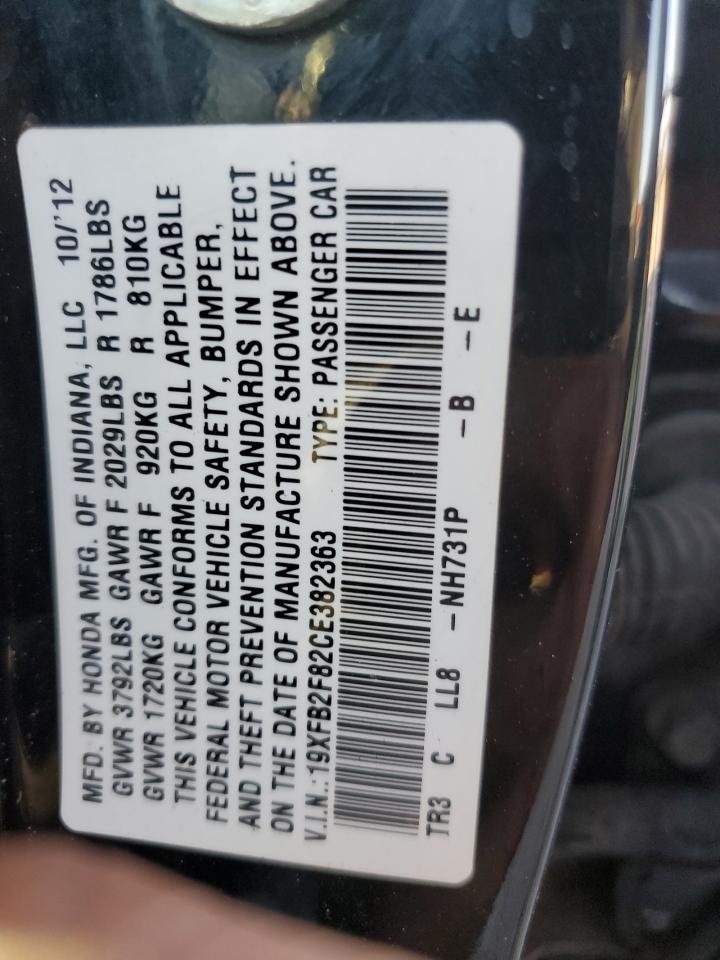 MFD. BY HONDA MFG. OF INDIANA, LLC 10/'12
GVWR 3792LBS GAWR F 2029LBS R 1786LBS
GVWR 1720KG GAWR F 920KG R 810KG
THIS VEHICLE CONFORMS TO ALL APPLICABLE
FEDERAL MOTOR VEHICLE SAFETY, BUMPER,
AND THEFT PREVENTION STANDARDS IN EFFECT
ON THE DATE OF MANUFACTURE SHOWN ABOVE.
V.I.N.: 19XFB2F82CE382363 TYPE: PASSENGER CAR
TR3 C LL8 -NH731P -B -E